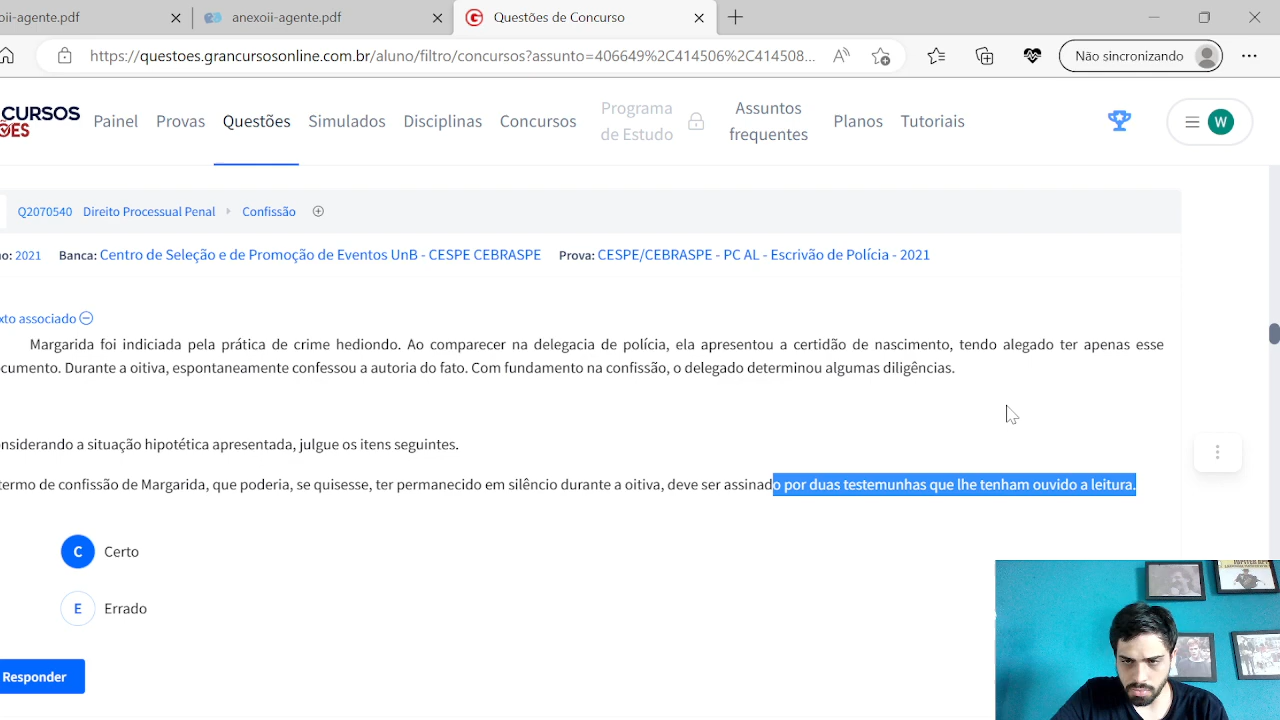 oii-agente.pdf
anexoii-agente.pdf
Questões de Concurso
https://questoes.grancursosonline.com.br/aluno/filtro/concursos?assunto=406649%2C414506%2C414508...
Não sincronizando
CURSOS
ÕES
Painel
Provas
Questões
Simulados
Disciplinas
Concursos
Programa
de Estudo
Assuntos
frequentes
Planos
Tutoriais
W
Q2070540 Direito Processual Penal Confissão
o: 2021 Banca: Centro de Seleção e de Promoção de Eventos UnB - CESPE CEBRASPE Prova: CESPE/CEBRASPE - PC AL - Escrivão de Polícia - 2021
xto associado
Margarida foi indiciada pela prática de crime hediondo. Ao comparecer na delegacia de polícia, ela apresentou a certidão de nascimento, tendo alegado ter apenas esse
cumento. Durante a oitiva, espontaneamente confessou a autoria do fato. Com fundamento na confissão, o delegado determinou algumas diligências.
nsiderando a situação hipotética apresentada, julgue os itens seguintes.
termo de confissão de Margarida, que poderia, se quisesse, ter permanecido em silêncio durante a oitiva, deve ser assinado por duas testemunhas que lhe tenham ouvido a leitura.
C Certo
E Errado
Responder